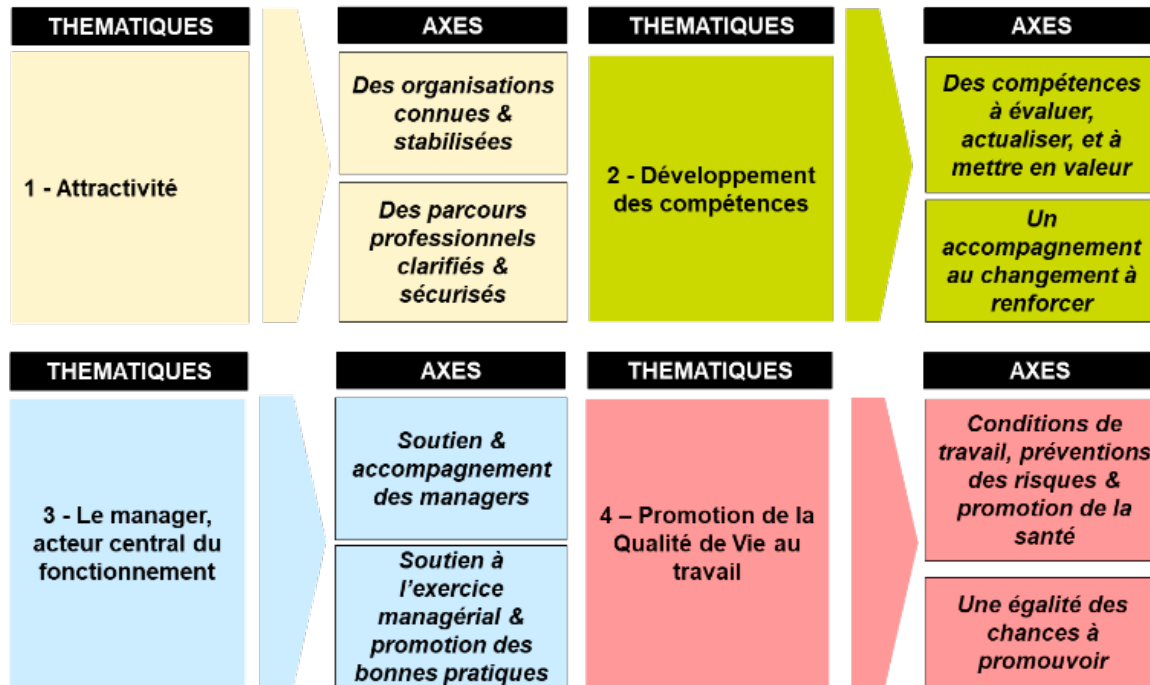 THEMATIQUES
AXES
1 - Attractivité
Des organisations
connues &
stabilisées
Des parcours
professionnels
clarifiés &
sécurisés
THEMATIQUES
AXES
2 - Développement
des compétences
Des compétences
à évaluer,
actualiser, et à
mettre en valeur
Un
accompagnement
au changement à
renforcer
THEMATIQUES
AXES
3 - Le manager,
acteur central du
fonctionnement
Soutien &
accompagnement
des managers
Soutien à
l’exercice
managérial &
promotion des
bonnes pratiques
THEMATIQUES
AXES
4 – Promotion de la
Qualité de Vie au
travail
Conditions de
travail, préventions
des risques &
promotion de la
santé
Une égalité des
chances à
promouvoir